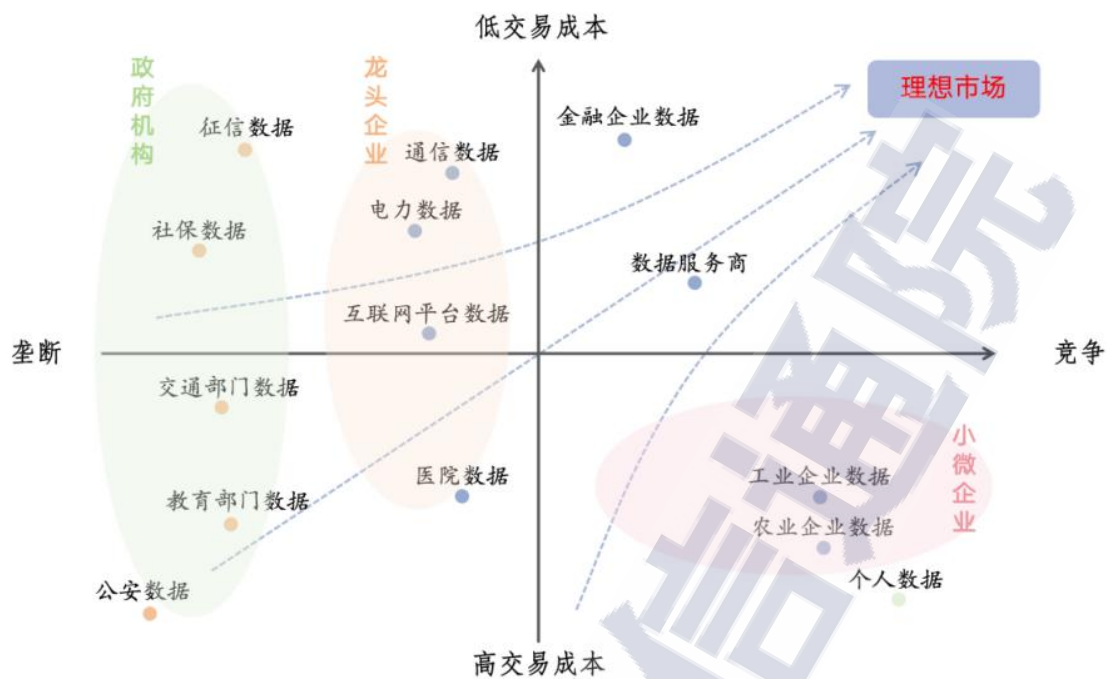 低交易成本
政府机构
龙头企业
理想市场
征信数据
金融企业数据
通信数据
电力数据
社保数据
数据服务商
互联网平台数据
垄断
竞争
交通部门数据
小微企业
医院数据
工业企业数据
教育部门数据
农业企业数据
公安数据
个人数据
高交易成本
信通院